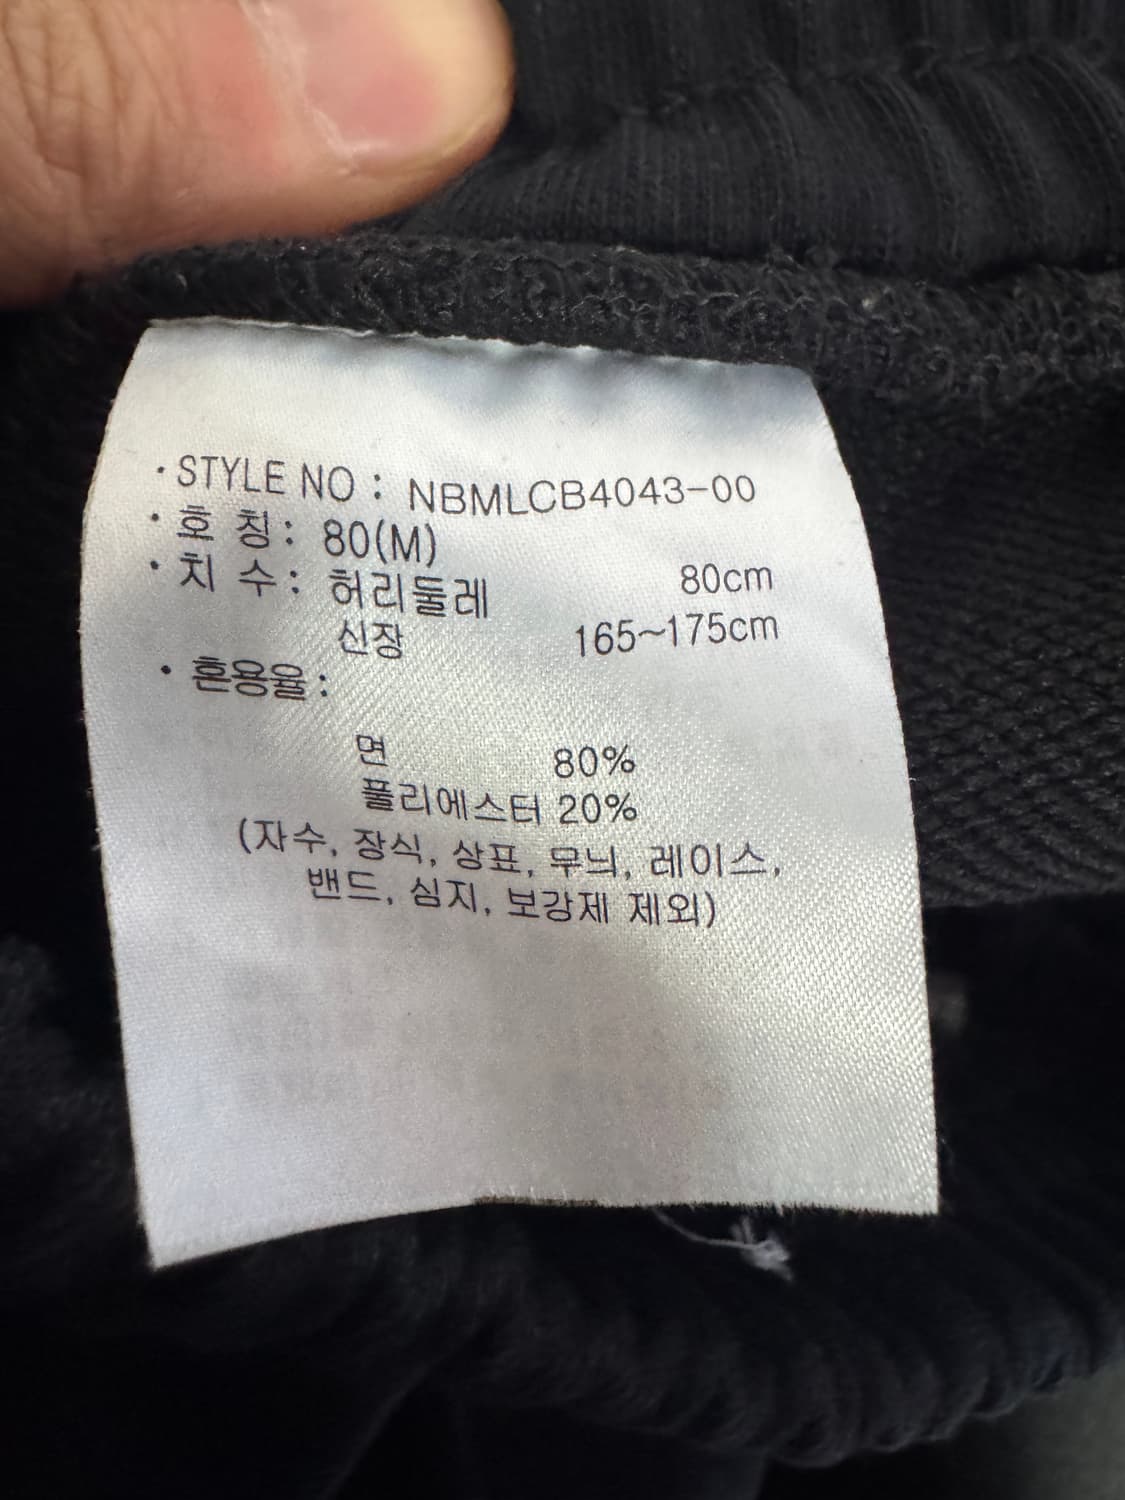 · STYLE NO : NBMLCB4043-00
· 호 칭 : 80(M)
· 치 수 : 허리둘레 80cm
신장 165~175cm
· 혼용율 :
면 80%
폴리에스터 20%
(자수, 장식, 상표, 무늬, 레이스,
밴드, 심지, 보강제 제외)